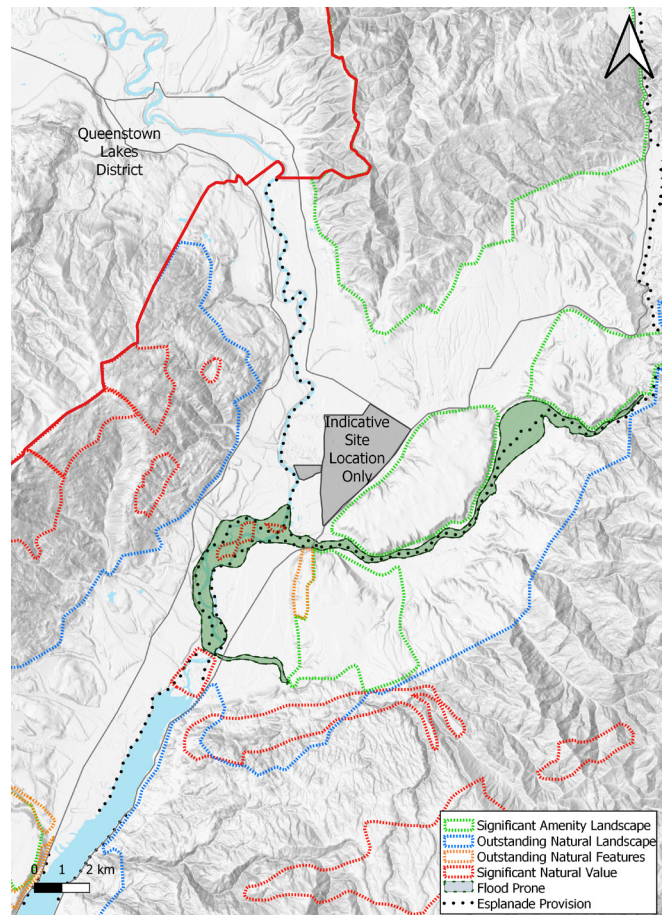 Queenstown
Lakes
District
Indicative
Site
Location
Only
0 1 2 km
Significant Amenity Landscape
Outstanding Natural Landscape
Outstanding Natural Features
Significant Natural Value
Flood Prone
Esplanade Provision